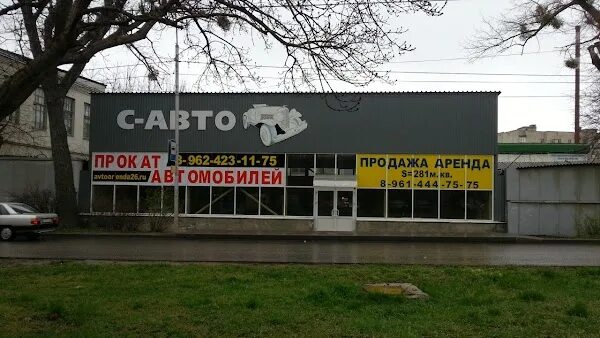 С-АВТО
ПРОКАТ 8-962-423-11-75
avtoarenda26.ru АВТОМОБИЛЕЙ
ПРОДАЖА АРЕНДА
S=281м.кв.
8-961-444-75-75